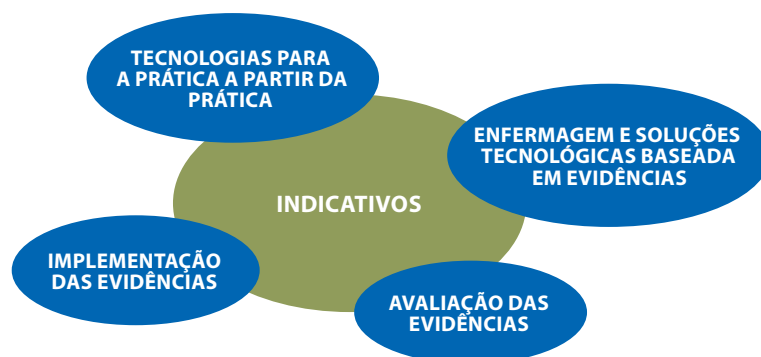 TECNOLOGIAS PARA
A PRÁTICA A PARTIR DA
PRÁTICA
ENFERMAGEM E SOLUÇÕES
TECNOLÓGICAS BASEADA
EM EVIDÊNCIAS
INDICATIVOS
IMPLEMENTAÇÃO
DAS EVIDÊNCIAS
AVALIAÇÃO DAS
EVIDÊNCIAS